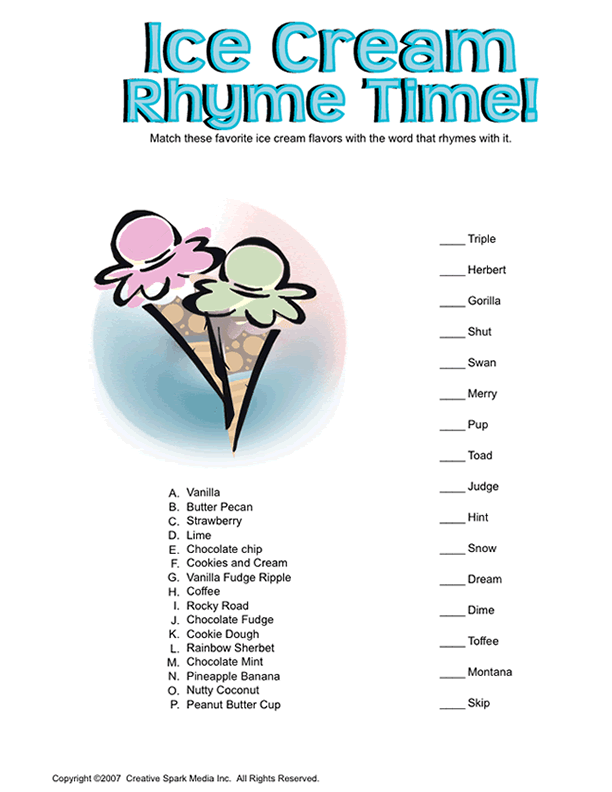 Ice Cream
Rhyme Time!
Match these favorite ice cream flavors with the word that rhymes with it.
____ Triple
____ Herbert
____ Gorilla
____ Shut
____ Swan
____ Merry
____ Pup
____ Toad
____ Judge
____ Hint
____ Snow
____ Dream
____ Dime
____ Toffee
____ Montana
____ Skip
A. Vanilla
B. Butter Pecan
C. Strawberry
D. Lime
E. Chocolate chip
F. Cookies and Cream
G. Vanilla Fudge Ripple
H. Coffee
I. Rocky Road
J. Chocolate Fudge
K. Cookie Dough
L. Rainbow Sherbet
M. Chocolate Mint
N. Pineapple Banana
O. Nutty Coconut
P. Peanut Butter Cup
Copyright ©2007 Creative Spark Media Inc. All Rights Reserved.